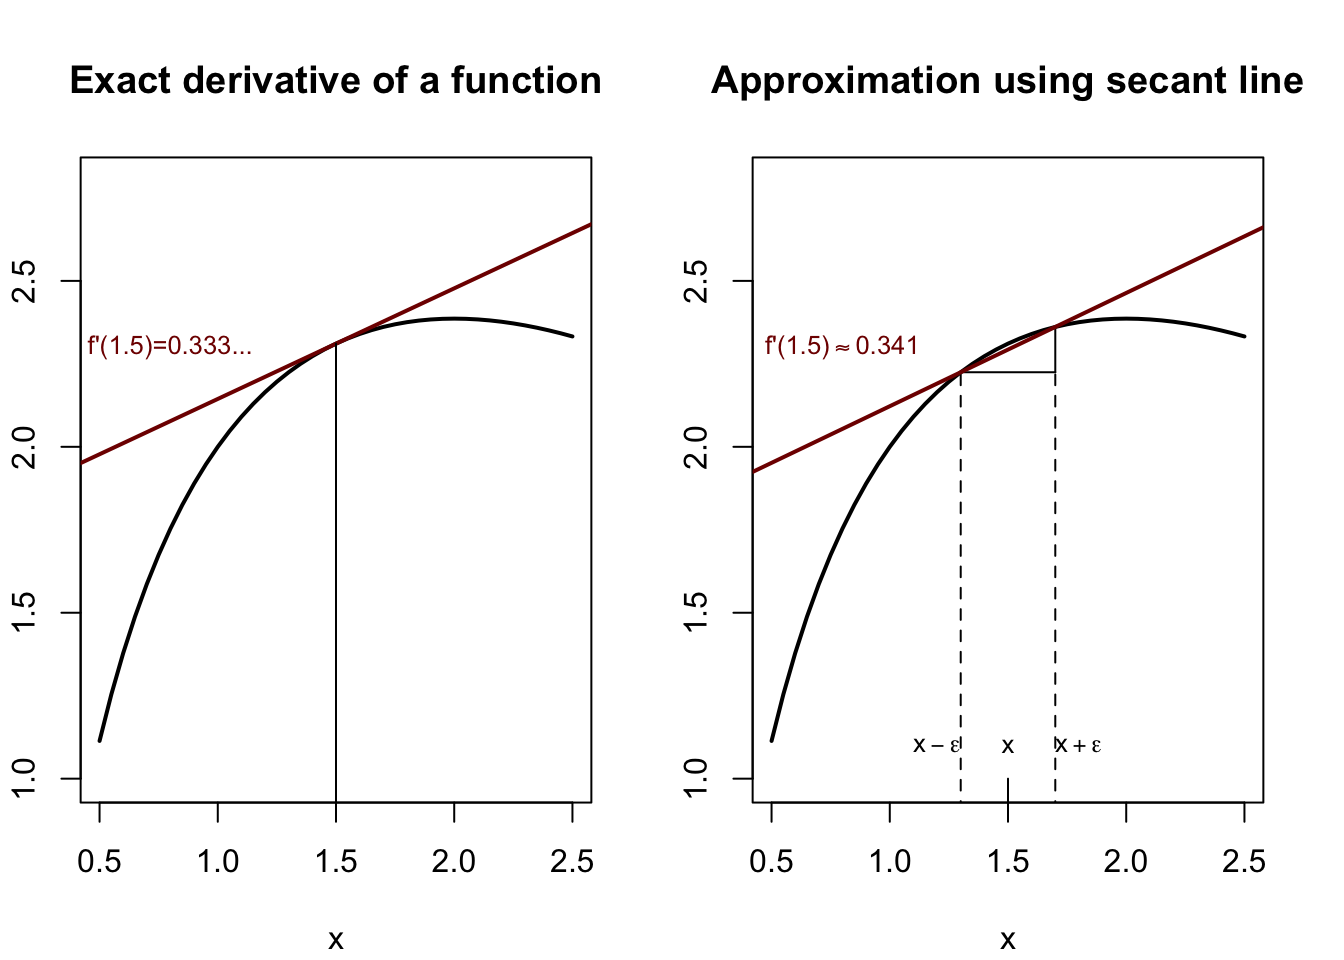 Exact derivative of a function
2.5
2.0
1.5
1.0
f'(1.5)=0.333...
0.5 1.0 1.5 2.0 2.5
x
Approximation using secant line
2.5
2.0
1.5
1.0
f'(1.5) ≈ 0.341
x − ε x x + ε
0.5 1.0 1.5 2.0 2.5
x